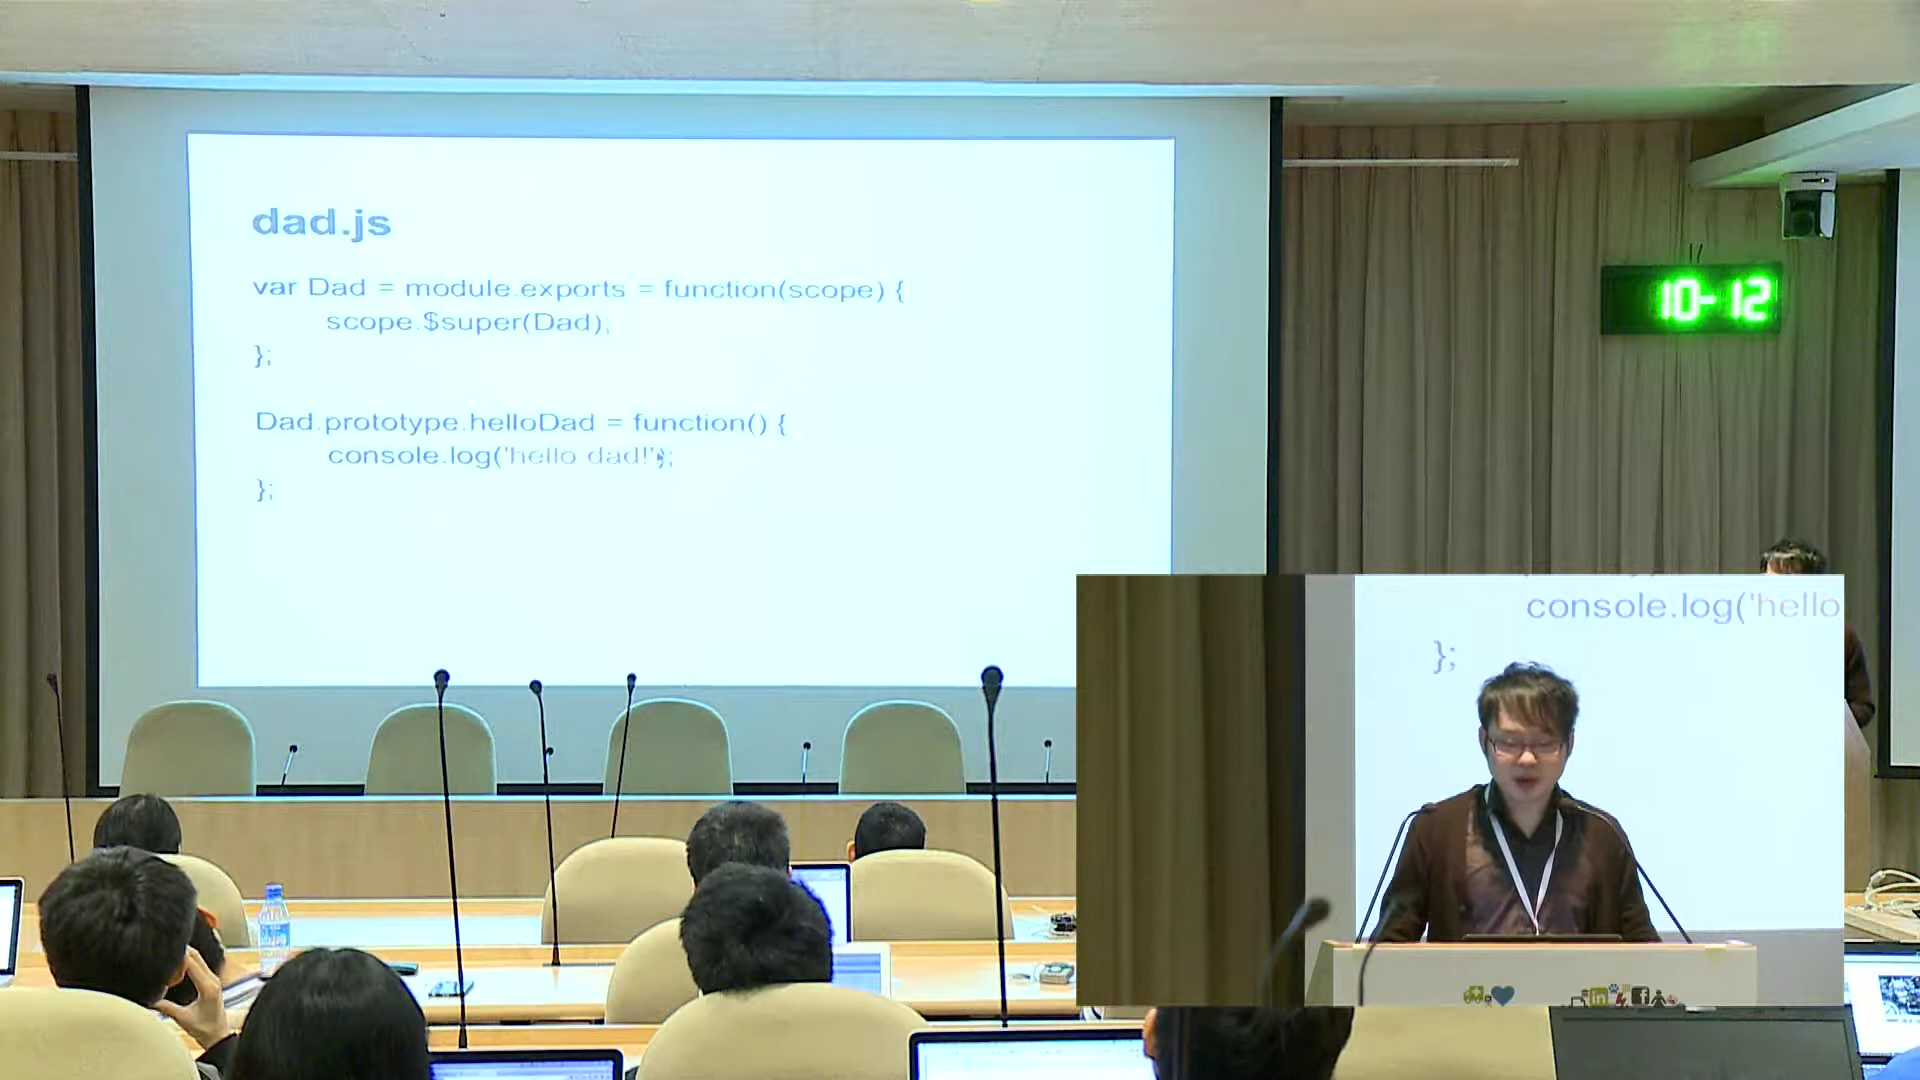 dad.js
var Dad = module.exports = function(scope) {
scope.$super(Dad);
};
Dad.prototype.helloDad = function() {
console.log('hello dad!');
};
10-12
console.log('hello
};
in
f